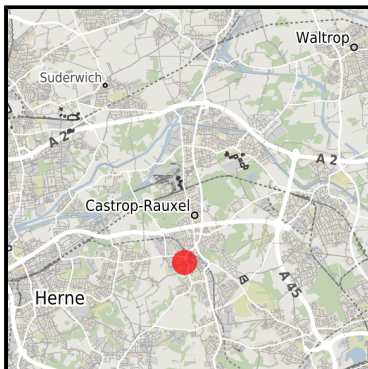 Waltrop
Suderwich
A 2
A 2
Castrop-Rauxel
A 45
B
Herne